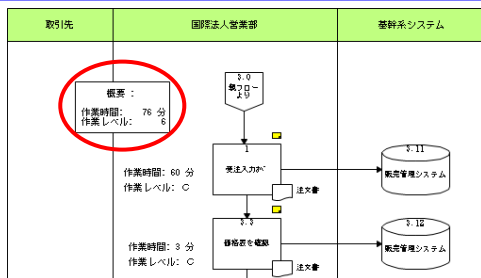 取引先
国際法人営業部
基幹系システム
概要：
作業時間： 76 分
作業レベル： 6
3.0
親フロー
より
1
受注入力ｵﾍﾟ
作業時間：60 分
作業レベル：C
注文書
3.11
販売管理システム
3.3
価格表を確認
作業時間：3 分
作業レベル：C
注文書
3.12
販売管理システム